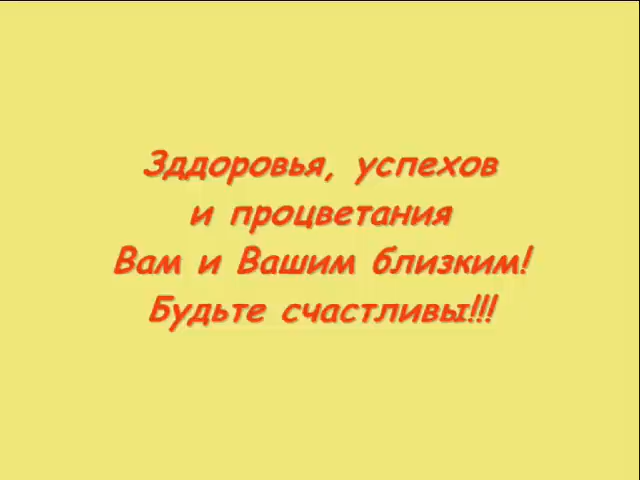 Зддоровья, успехов
и процветания
Вам и Вашим близким!
Будьте счастливы!!!